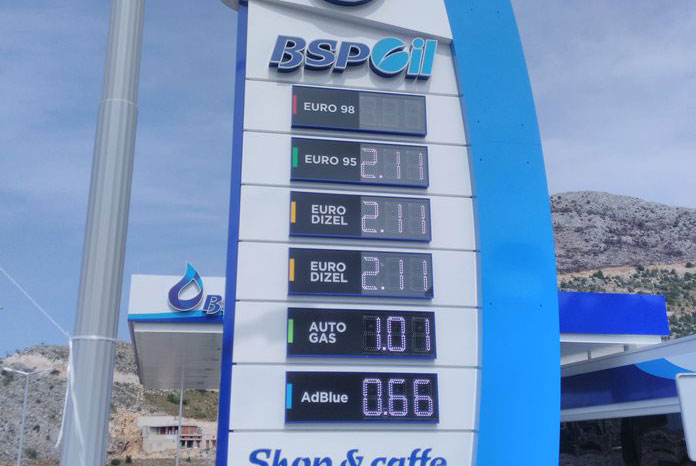 BSPOil
EURO 98
EURO 95 2.11
EURO
DIZEL 2.11
EURO
DIZEL 2.11
AUTO
GAS 1.01
AdBlue 0.66
Shop & caffe